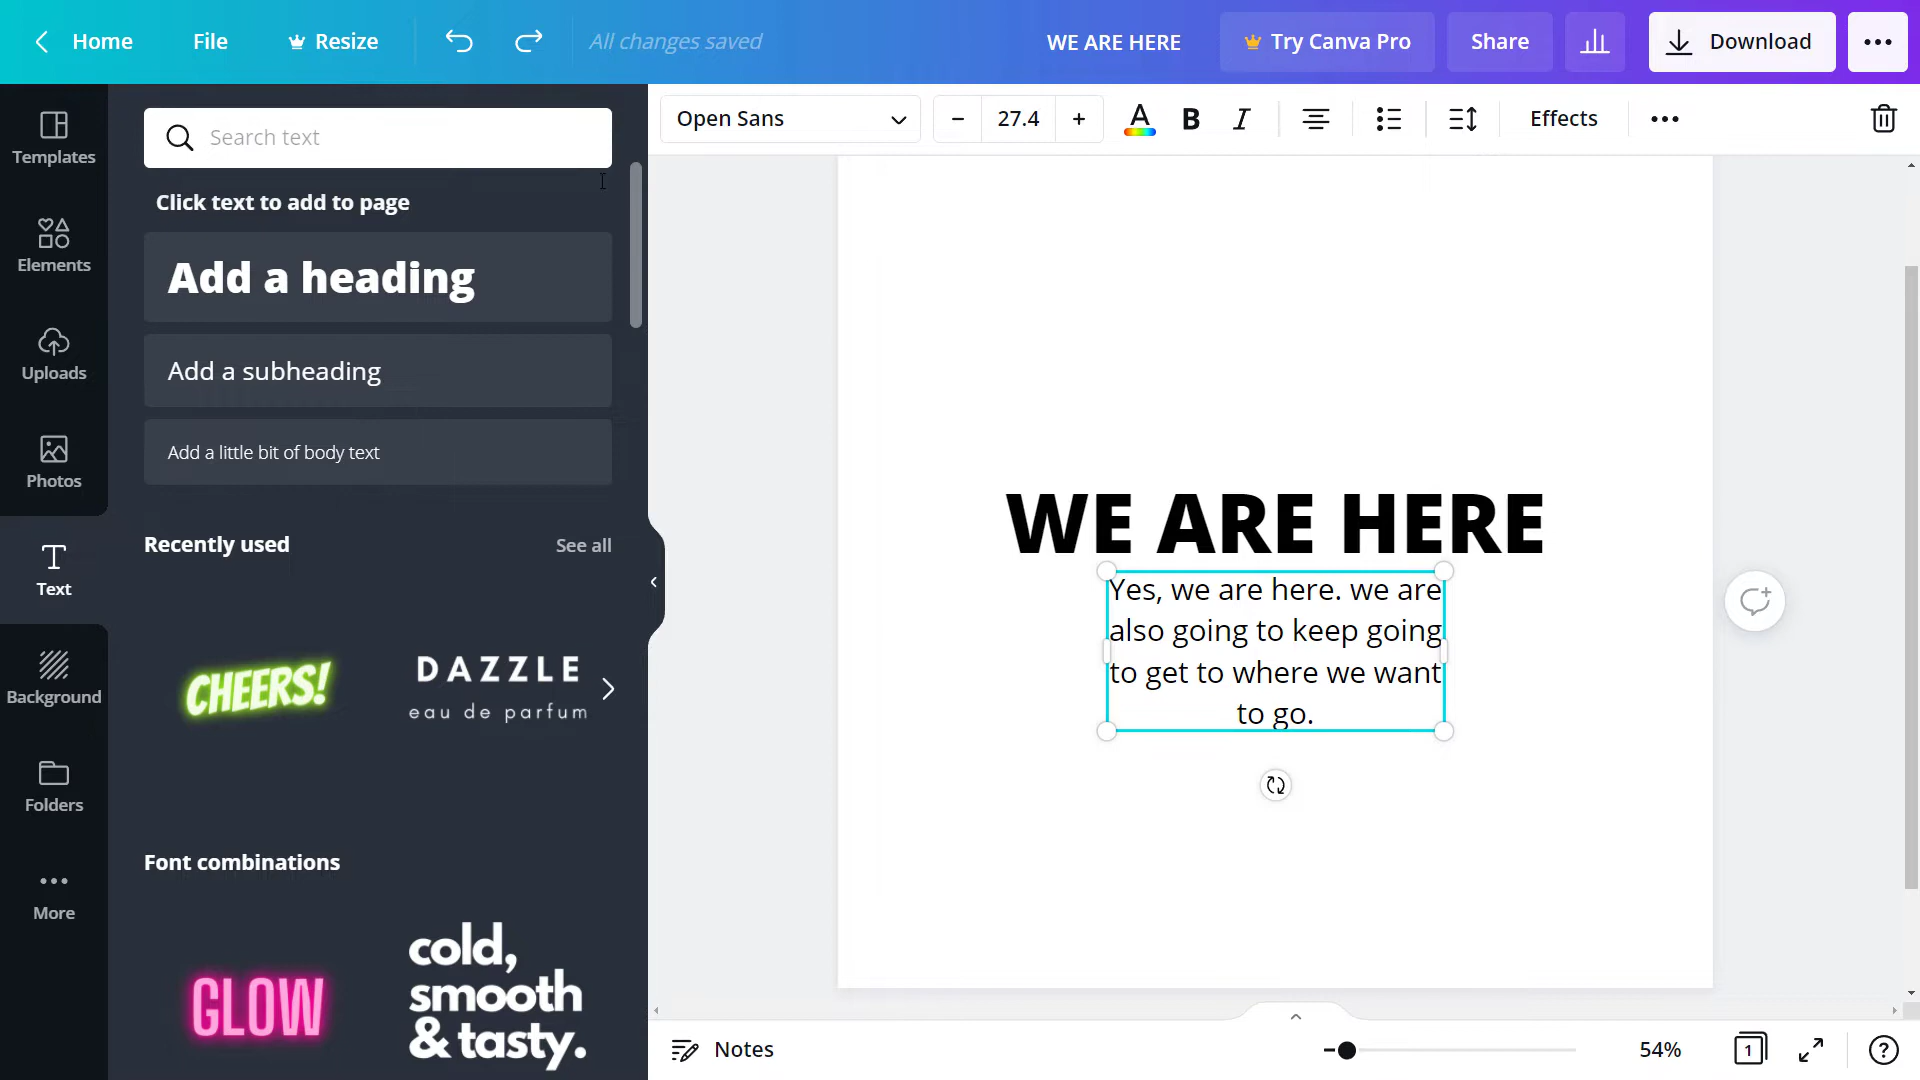 Home File Resize All changes saved WE ARE HERE Try Canva Pro Share Download
Templates
Elements
Uploads
Photos
Text
Background
Folders
More
Search text
Click text to add to page
Add a heading
Add a subheading
Add a little bit of body text
Recently used See all
CHEERS!
DAZZLE
eau de parfum
Font combinations
GLOW
cold,
smooth
& tasty.
Open Sans − 27.4 + A B I Effects
WE ARE HERE
Yes, we are here. we are
also going to keep going
to get to where we want
to go.
Notes 54% 1 ?